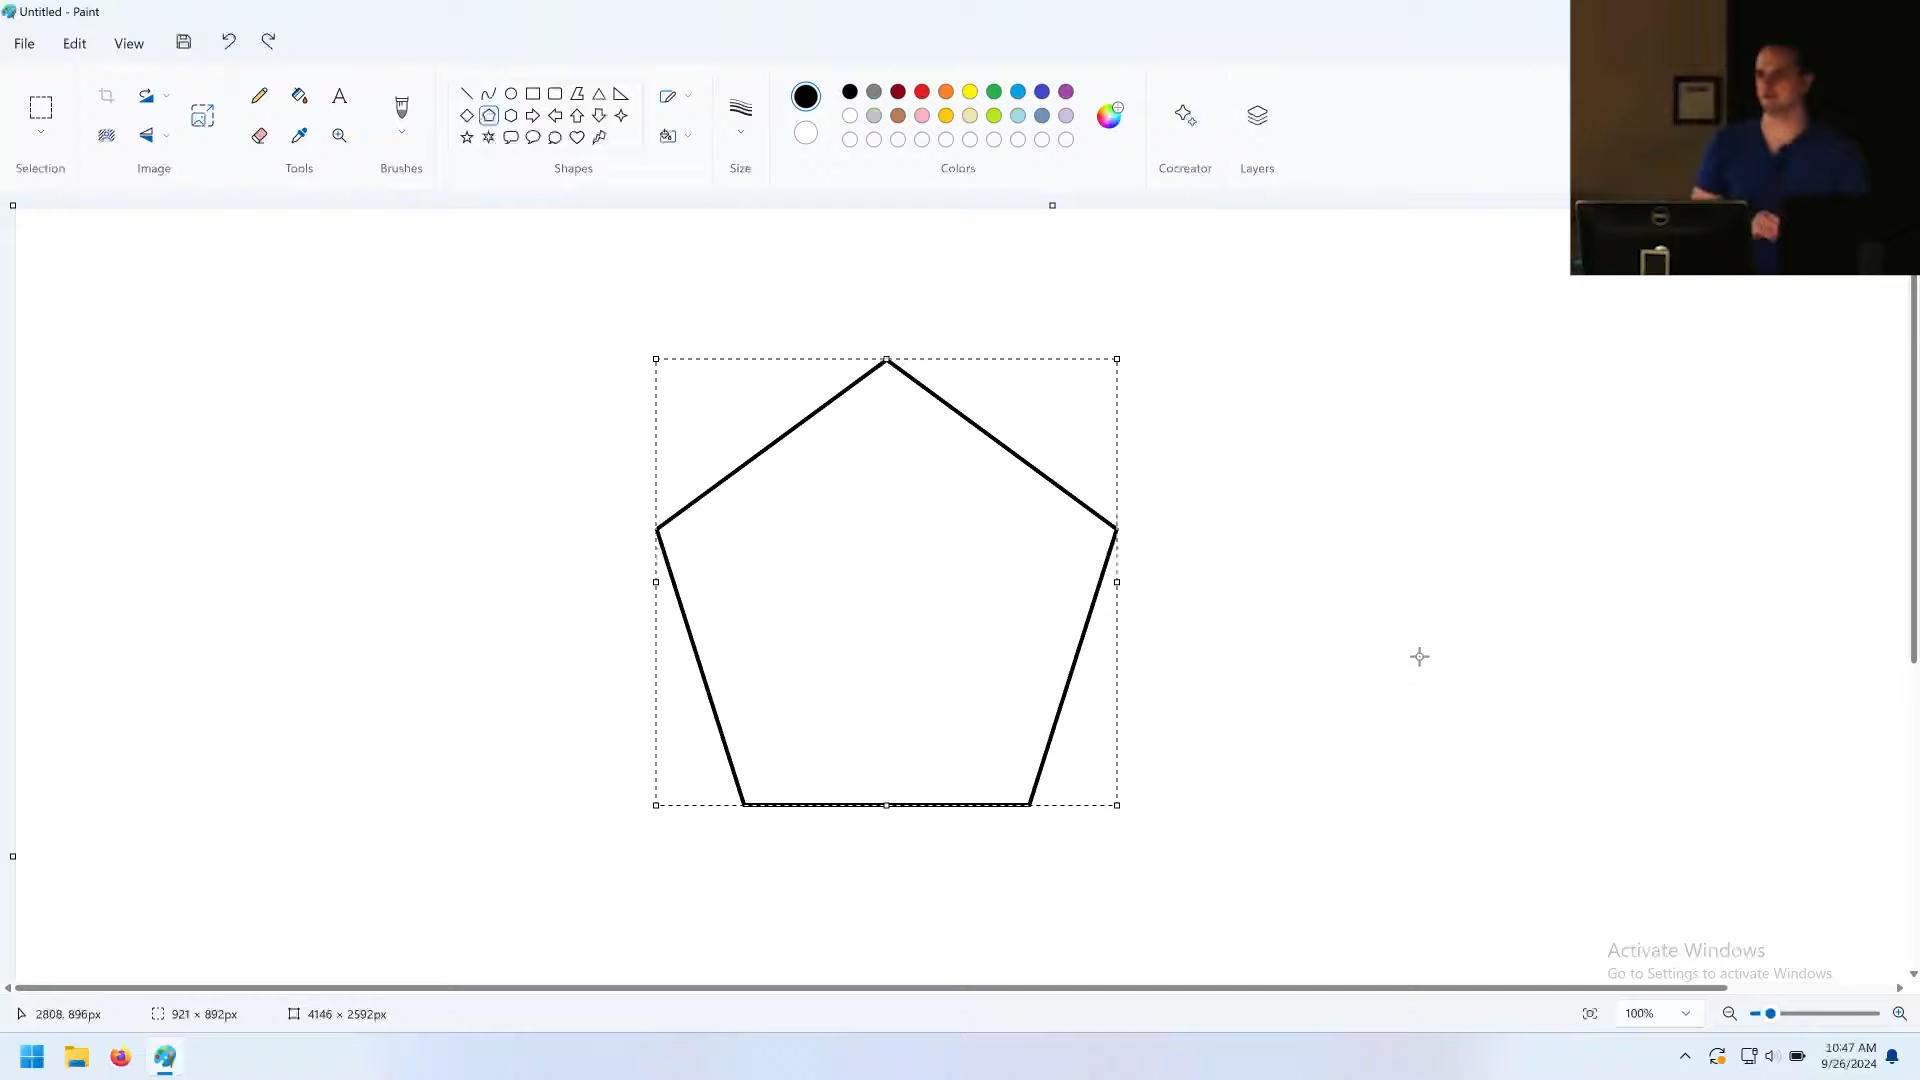 Untitled - Paint
File Edit View
A
Selection Image Tools Brushes Shapes Size Colors Cocreator Layers
Activate Windows
Go to Settings to activate Windows.
2808, 896px 921 × 892px 4146 × 2592px 100%
10:47 AM
9/26/2024